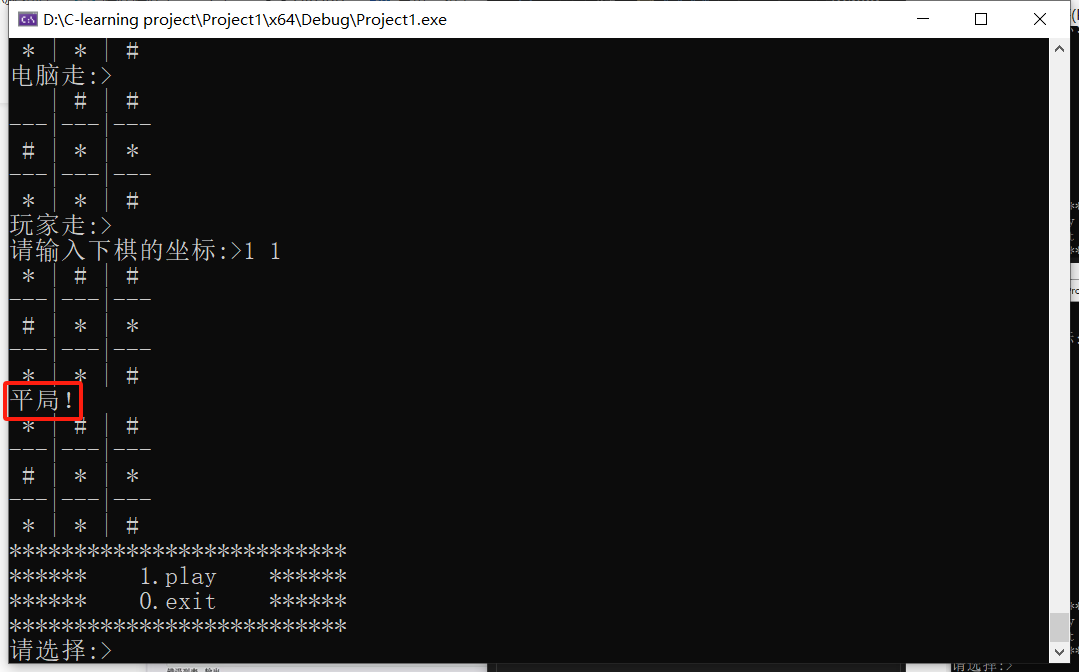 D:\C-learning project\Project1\x64\Debug\Project1.exe
 * | * | #
电脑走:>
   | # | #
---|---|---
 # | * | *
---|---|---
 * | * | #
玩家走:>
请输入下棋的坐标:>1 1
 * | # | #
---|---|---
 # | * | *
---|---|---
 * | * | #
平局!
 * | # | #
---|---|---
 # | * | *
---|---|---
 * | * | #
**************************
******    1.play    ******
******    0.exit    ******
**************************
请选择:>
请选择:>